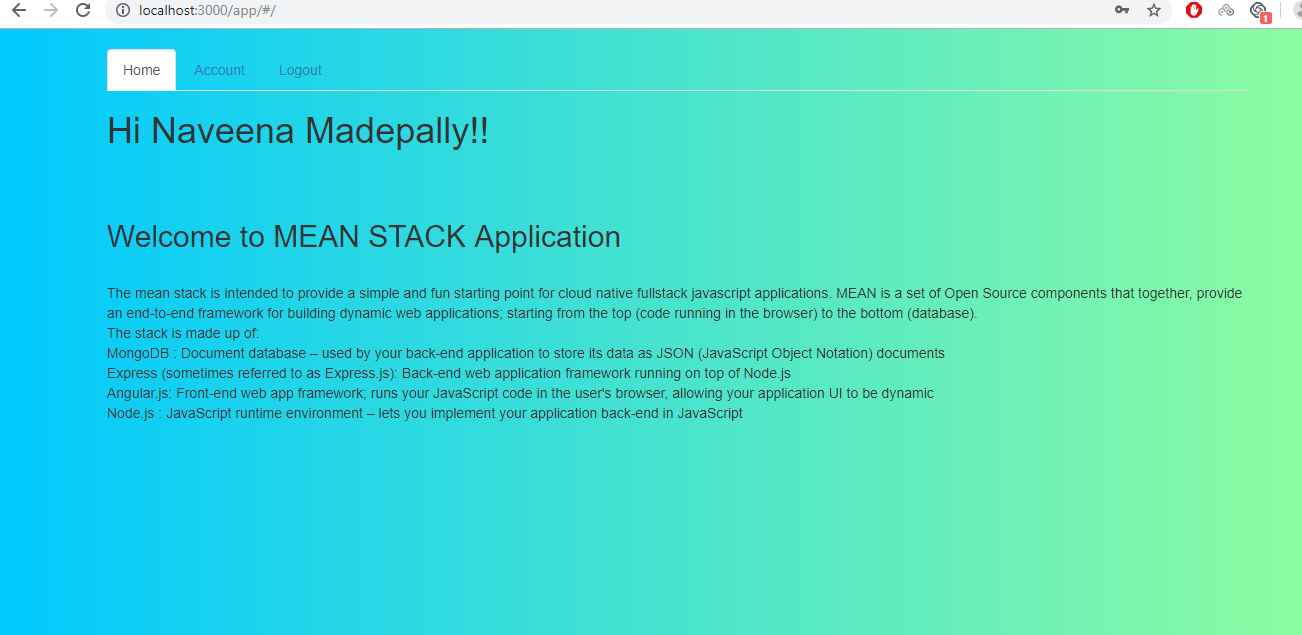 localhost:3000/app/#/
1
Home Account Logout
Hi Naveena Madepally!!
Welcome to MEAN STACK Application
The mean stack is intended to provide a simple and fun starting point for cloud native fullstack javascript applications. MEAN is a set of Open Source components that together, provide
an end-to-end framework for building dynamic web applications; starting from the top (code running in the browser) to the bottom (database).
The stack is made up of:
MongoDB : Document database – used by your back-end application to store its data as JSON (JavaScript Object Notation) documents
Express (sometimes referred to as Express.js): Back-end web application framework running on top of Node.js
Angular.js: Front-end web app framework; runs your JavaScript code in the user's browser, allowing your application UI to be dynamic
Node.js : JavaScript runtime environment – lets you implement your application back-end in JavaScript